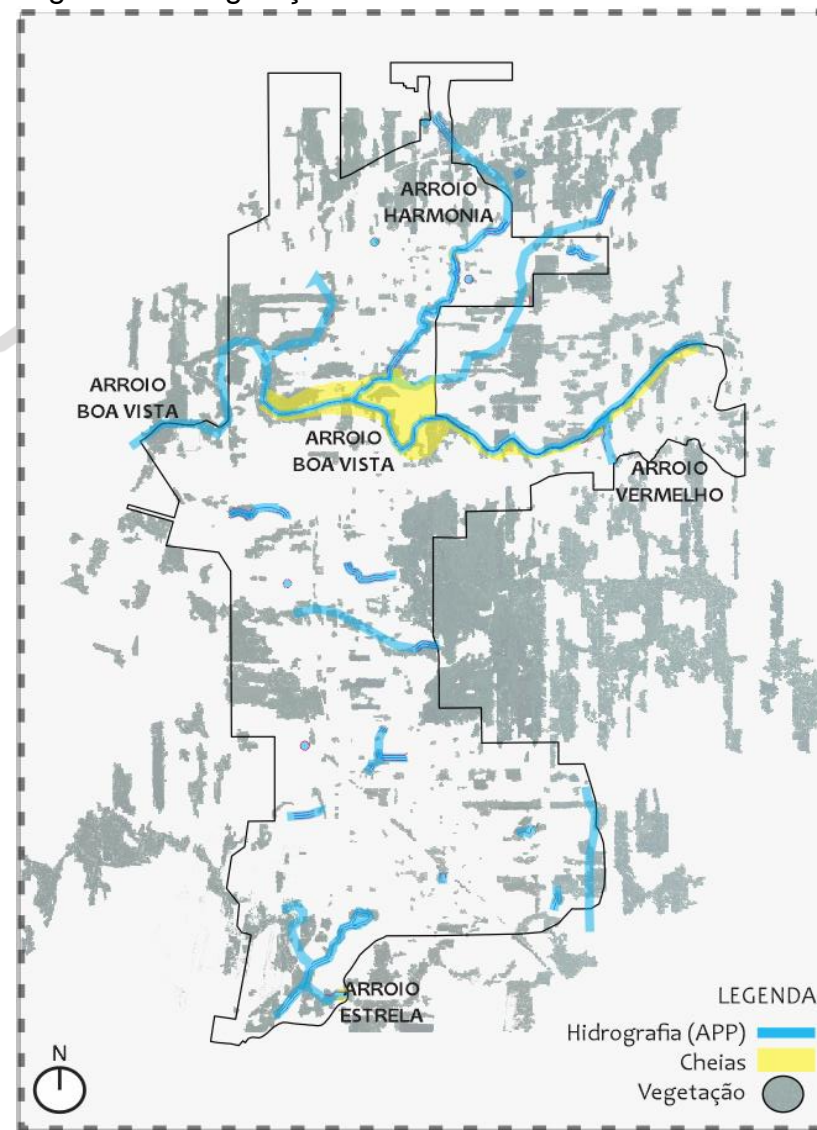 ARROIO
HARMONIA
ARROIO
BOA VISTA
ARROIO
BOA VISTA
ARROIO
VERMELHO
ARROIO
ESTRELA
LEGENDA
Hidrografia (APP)
Cheias
Vegetação
N